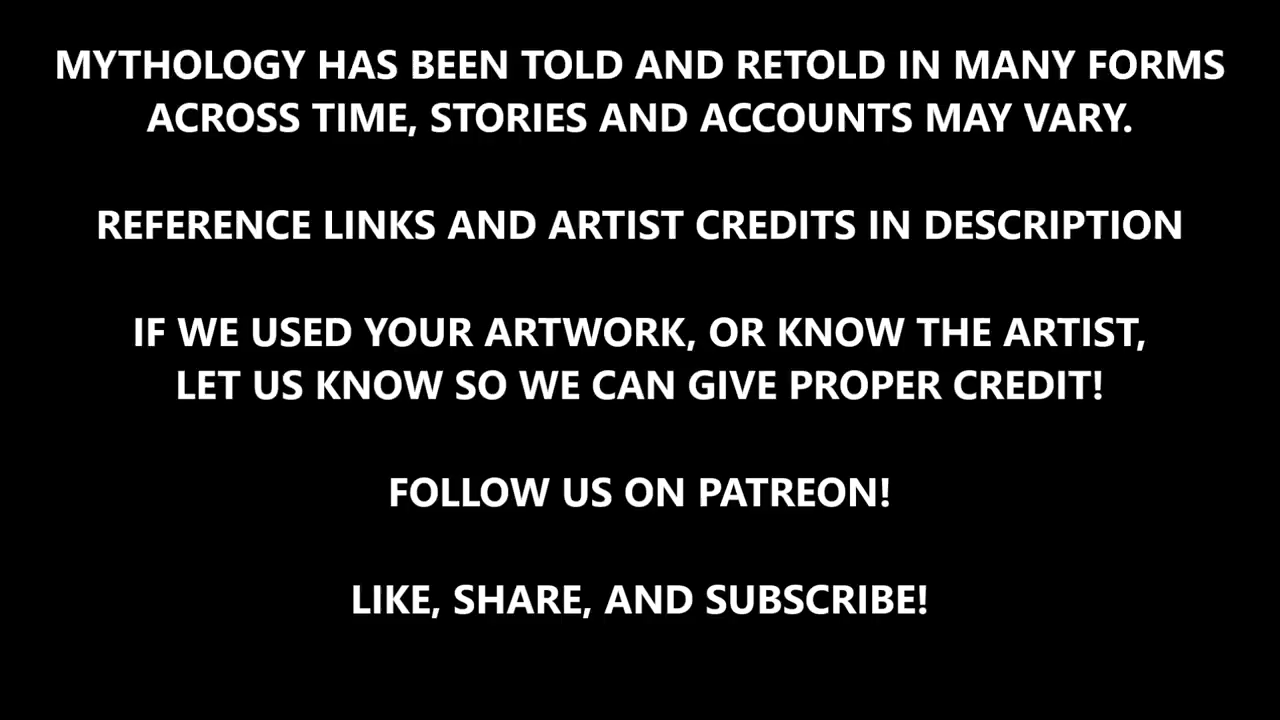 MYTHOLOGY HAS BEEN TOLD AND RETOLD IN MANY FORMS
ACROSS TIME, STORIES AND ACCOUNTS MAY VARY.
REFERENCE LINKS AND ARTIST CREDITS IN DESCRIPTION
IF WE USED YOUR ARTWORK, OR KNOW THE ARTIST,
LET US KNOW SO WE CAN GIVE PROPER CREDIT!
FOLLOW US ON PATREON!
LIKE, SHARE, AND SUBSCRIBE!